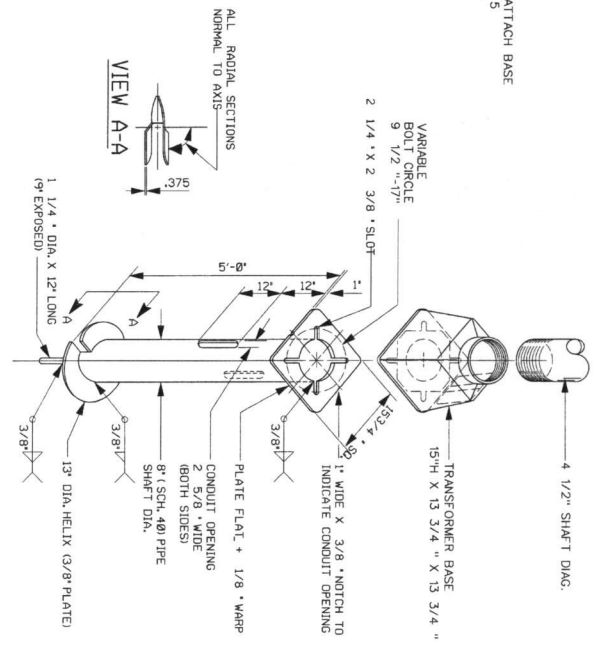 ATTACH BASE
5
ALL RADIAL SECTIONS
NORMAL TO AXIS
VIEW A-A
.375
VARIABLE
BOLT CIRCLE
9 1/2 "-17"
2 1/4 "X 2 3/8 "SLOT
1 1/4 " DIA. X 12" LONG
(9" EXPOSED)
5'-0"
12"
12"
1"
A
A
15 3/4 " SQ.
3/8"
3/8"
3/8"
4 1/2" SHAFT DIAG.
TRANSFORMER BASE
15"H X 13 3/4 " X 13 3/4 "
1" WIDE X 3/8 "NOTCH TO
INDICATE CONDUIT OPENING
PLATE FLAT + 1/8 " WARP
CONDUIT OPENING
2 5/8 "WIDE
(BOTH SIDES)
8" (SCH. 40) PIPE
SHAFT DIA.
13" DIA. HELIX (3/8" PLATE)